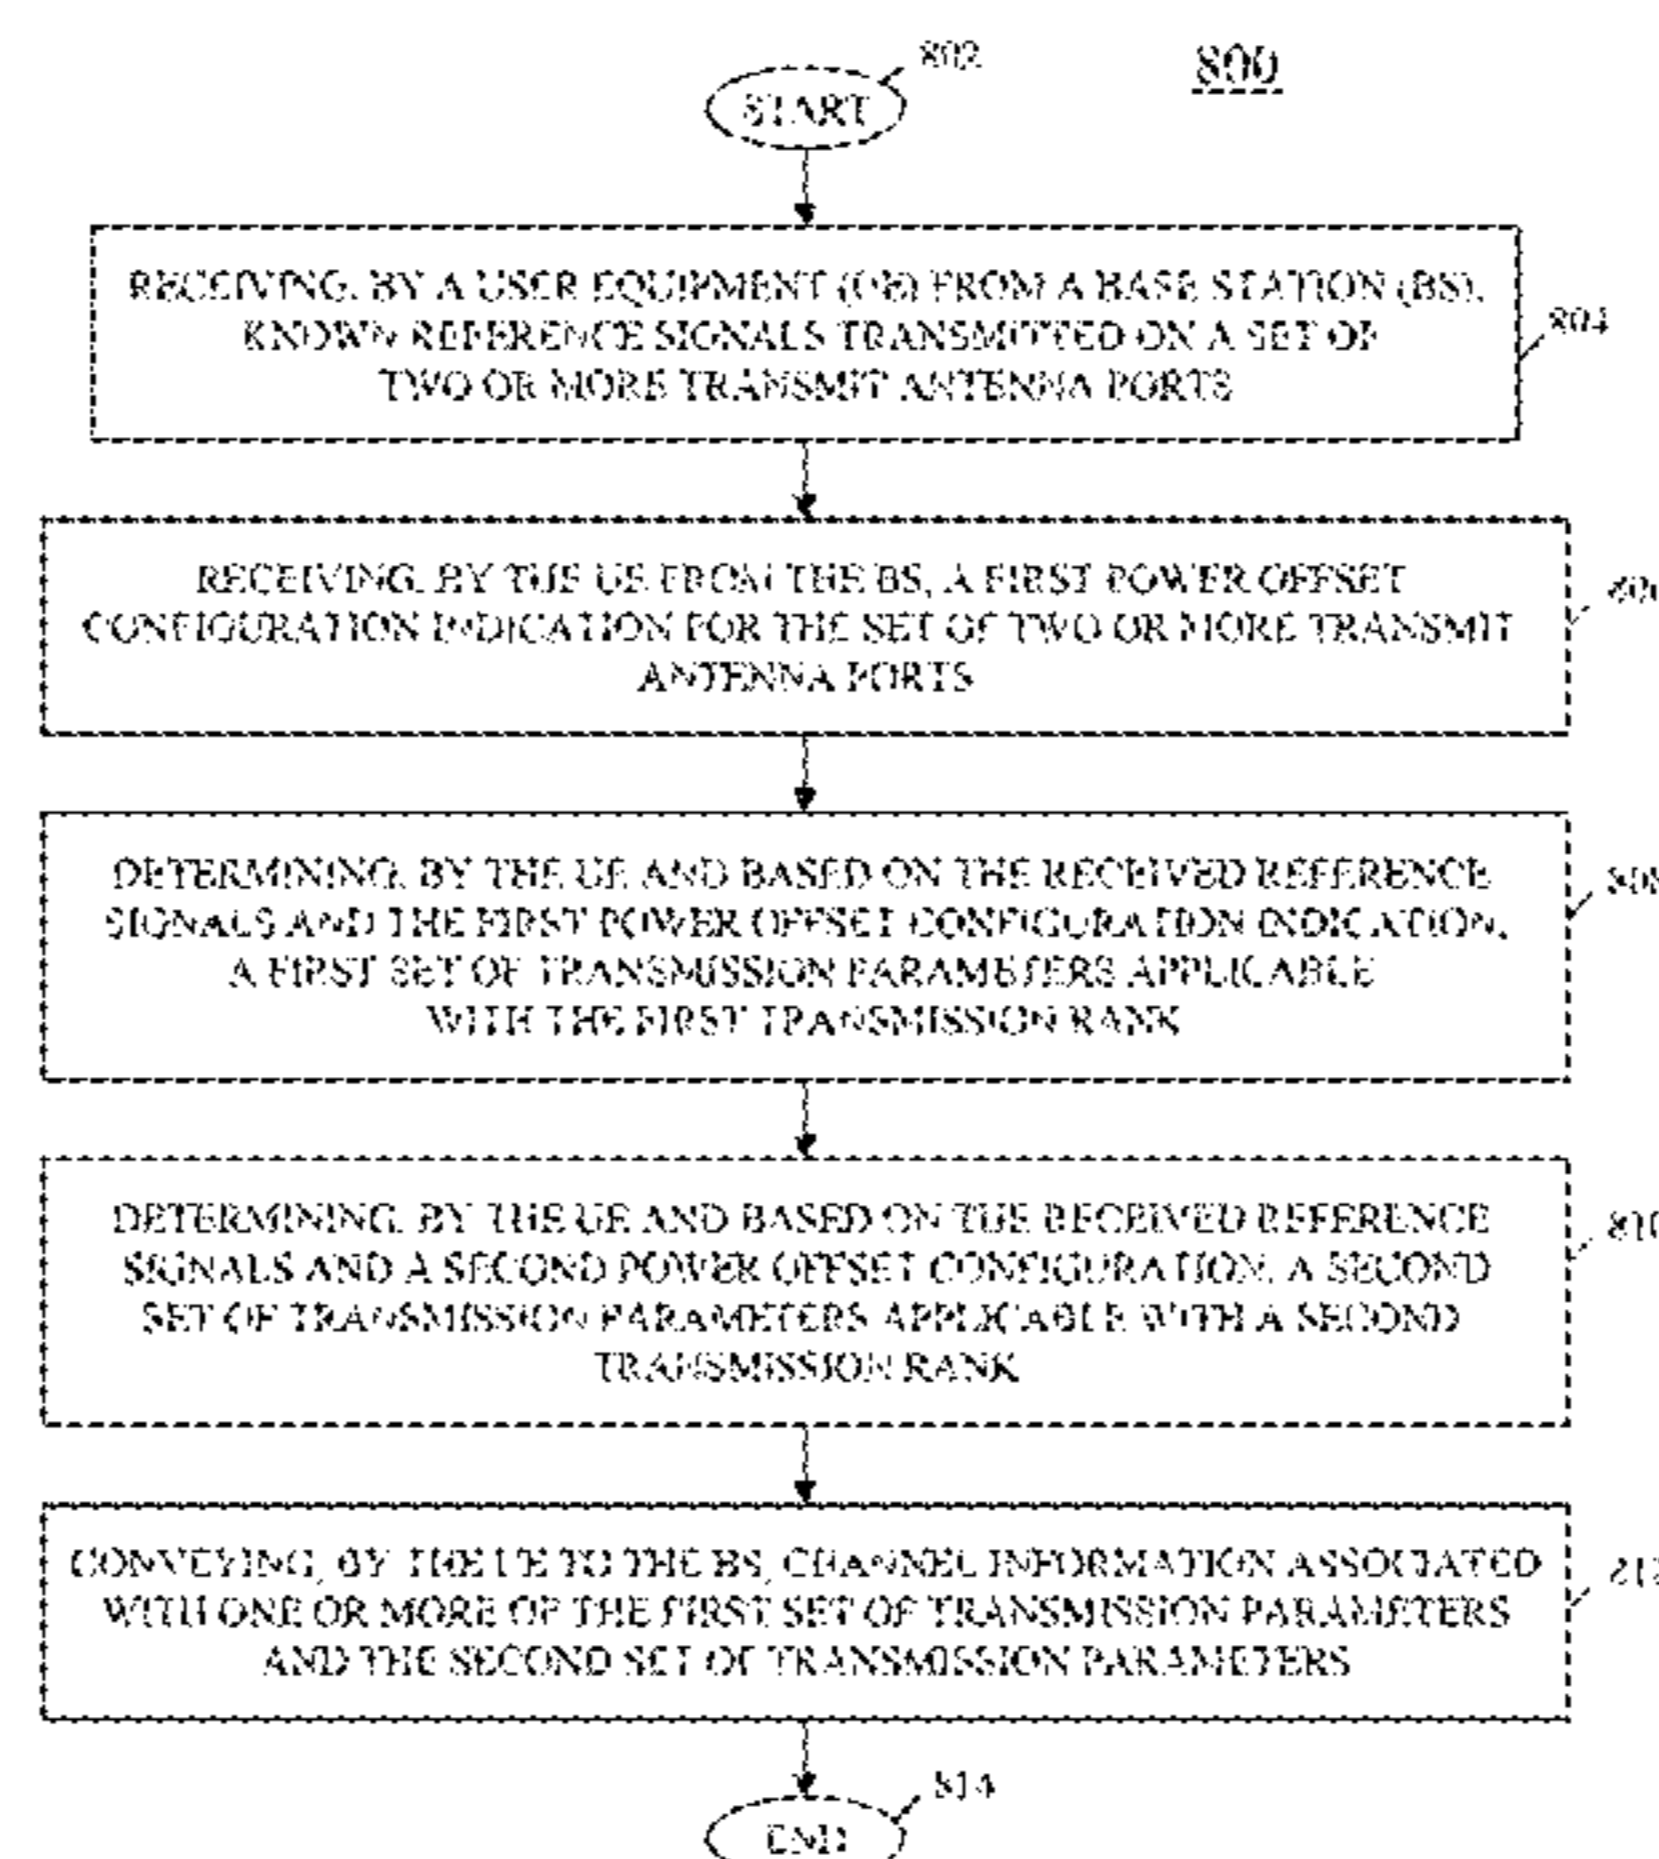 802
800
START
RECEIVING, BY A USER EQUIPMENT (UE) FROM A BASE STATION (BS),
KNOWN REFERENCE SIGNALS TRANSMITTED ON A SET OF
TWO OR MORE TRANSMIT ANTENNA PORTS
804
RECEIVING, BY THE UE FROM THE BS, A FIRST POWER OFFSET
CONFIGURATION INDICATION FOR THE SET OF TWO OR MORE TRANSMIT
ANTENNA PORTS
DETERMINING, BY THE UE AND BASED ON THE RECEIVED REFERENCE
SIGNALS AND THE FIRST POWER OFFSET CONFIGURATION INDICATION,
A FIRST SET OF TRANSMISSION PARAMETERS APPLICABLE
WITH THE FIRST TRANSMISSION RANK
DETERMINING, BY THE UE AND BASED ON THE RECEIVED REFERENCE
SIGNALS AND A SECOND POWER OFFSET CONFIGURATION, A SECOND
SET OF TRANSMISSION PARAMETERS APPLICABLE WITH A SECOND
TRANSMISSION RANK
810
CONVEYING, BY THE UE TO THE BS, CHANNEL INFORMATION ASSOCIATED
WITH ONE OR MORE OF THE FIRST SET OF TRANSMISSION PARAMETERS
AND THE SECOND SET OF TRANSMISSION PARAMETERS
814
END